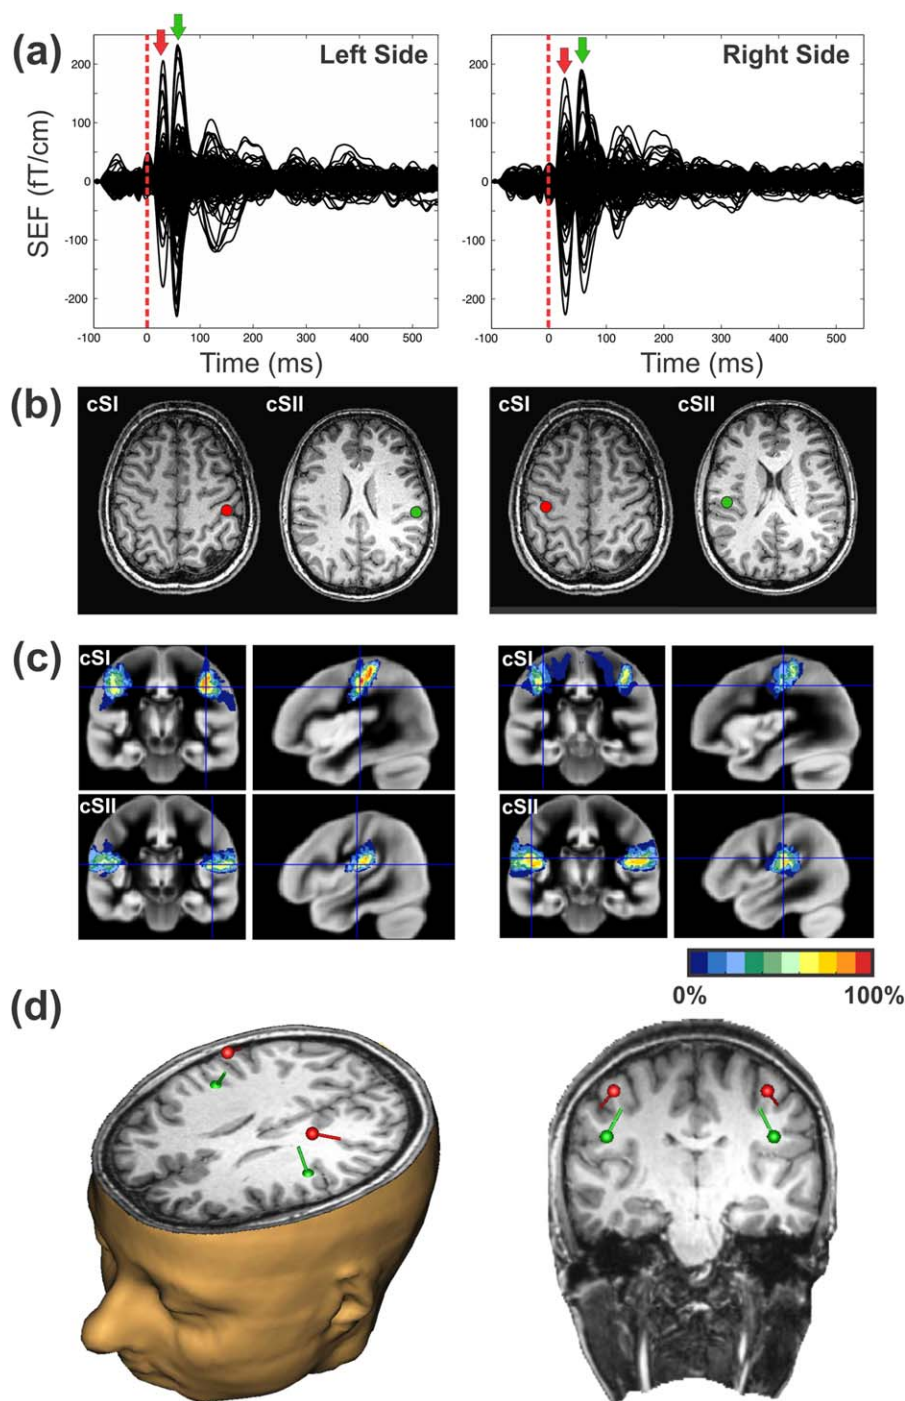 (a)
Left Side
Right Side
SEF (fT/cm)
200
100
0
-100
-200
-100 0 100 200 300 400 500
Time (ms)
200
100
0
-100
-200
-100 0 100 200 300 400 500
Time (ms)
(b)
cSI
cSII
cSI
cSII
(c)
cSI
cSI
cSII
cSII
0%
100%
(d)